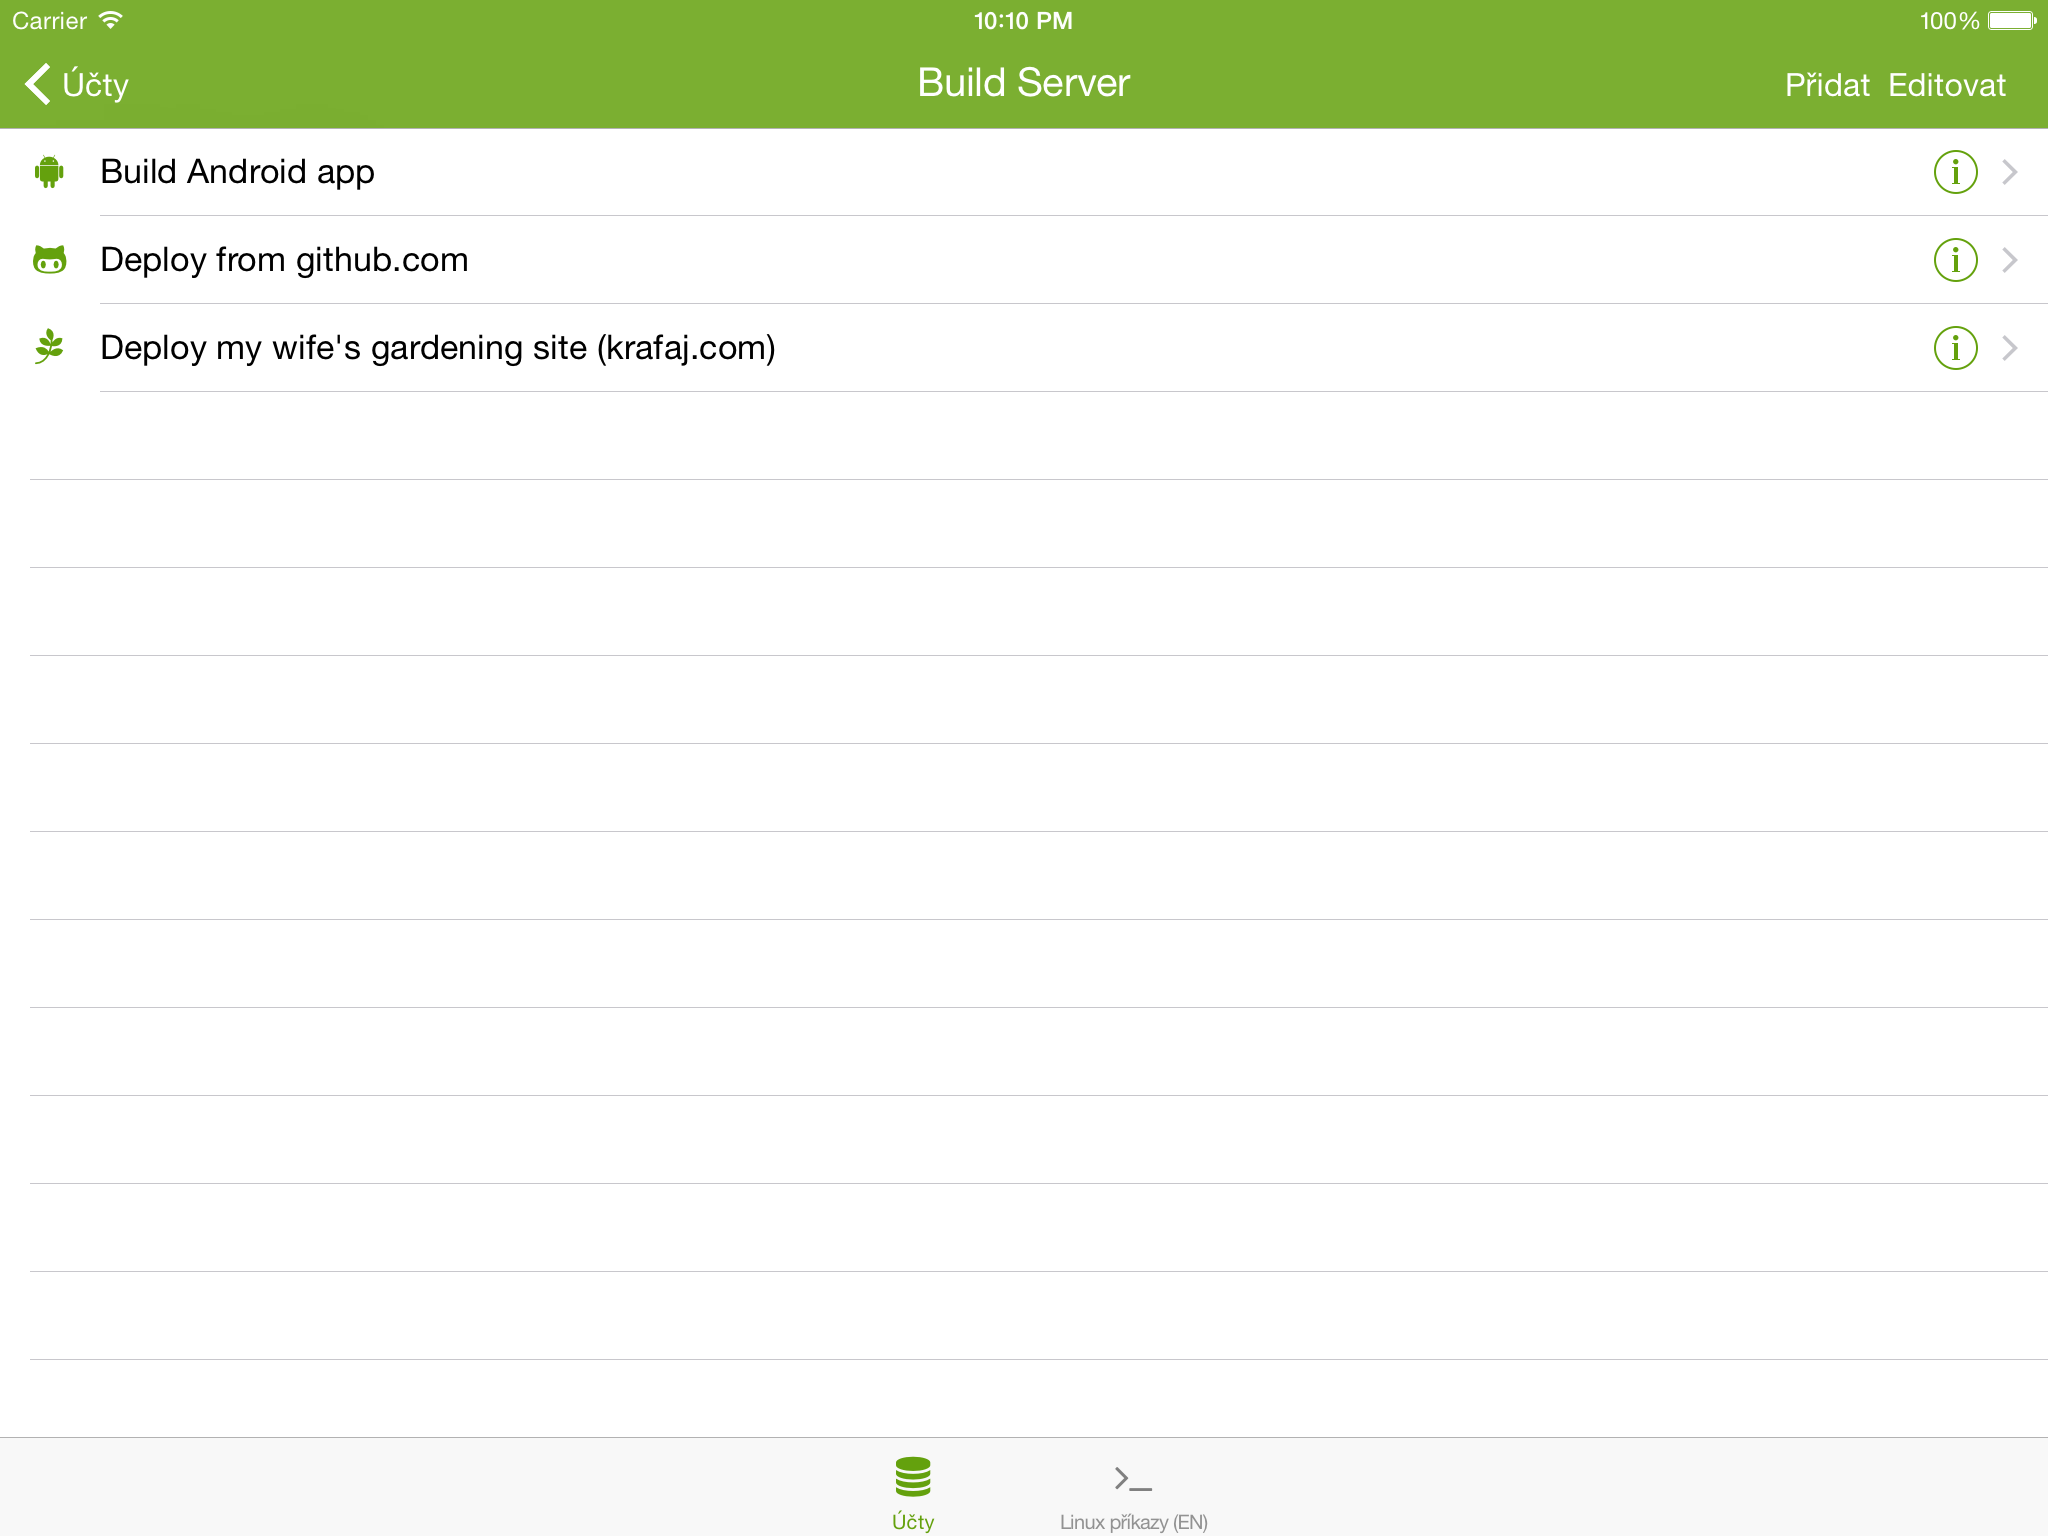 Carrier 10:10 PM 100%
Účty Build Server Přidat Editovat
Build Android app
Deploy from github.com
Deploy my wife's gardening site (krafaj.com)
Účty Linux příkazy (EN)